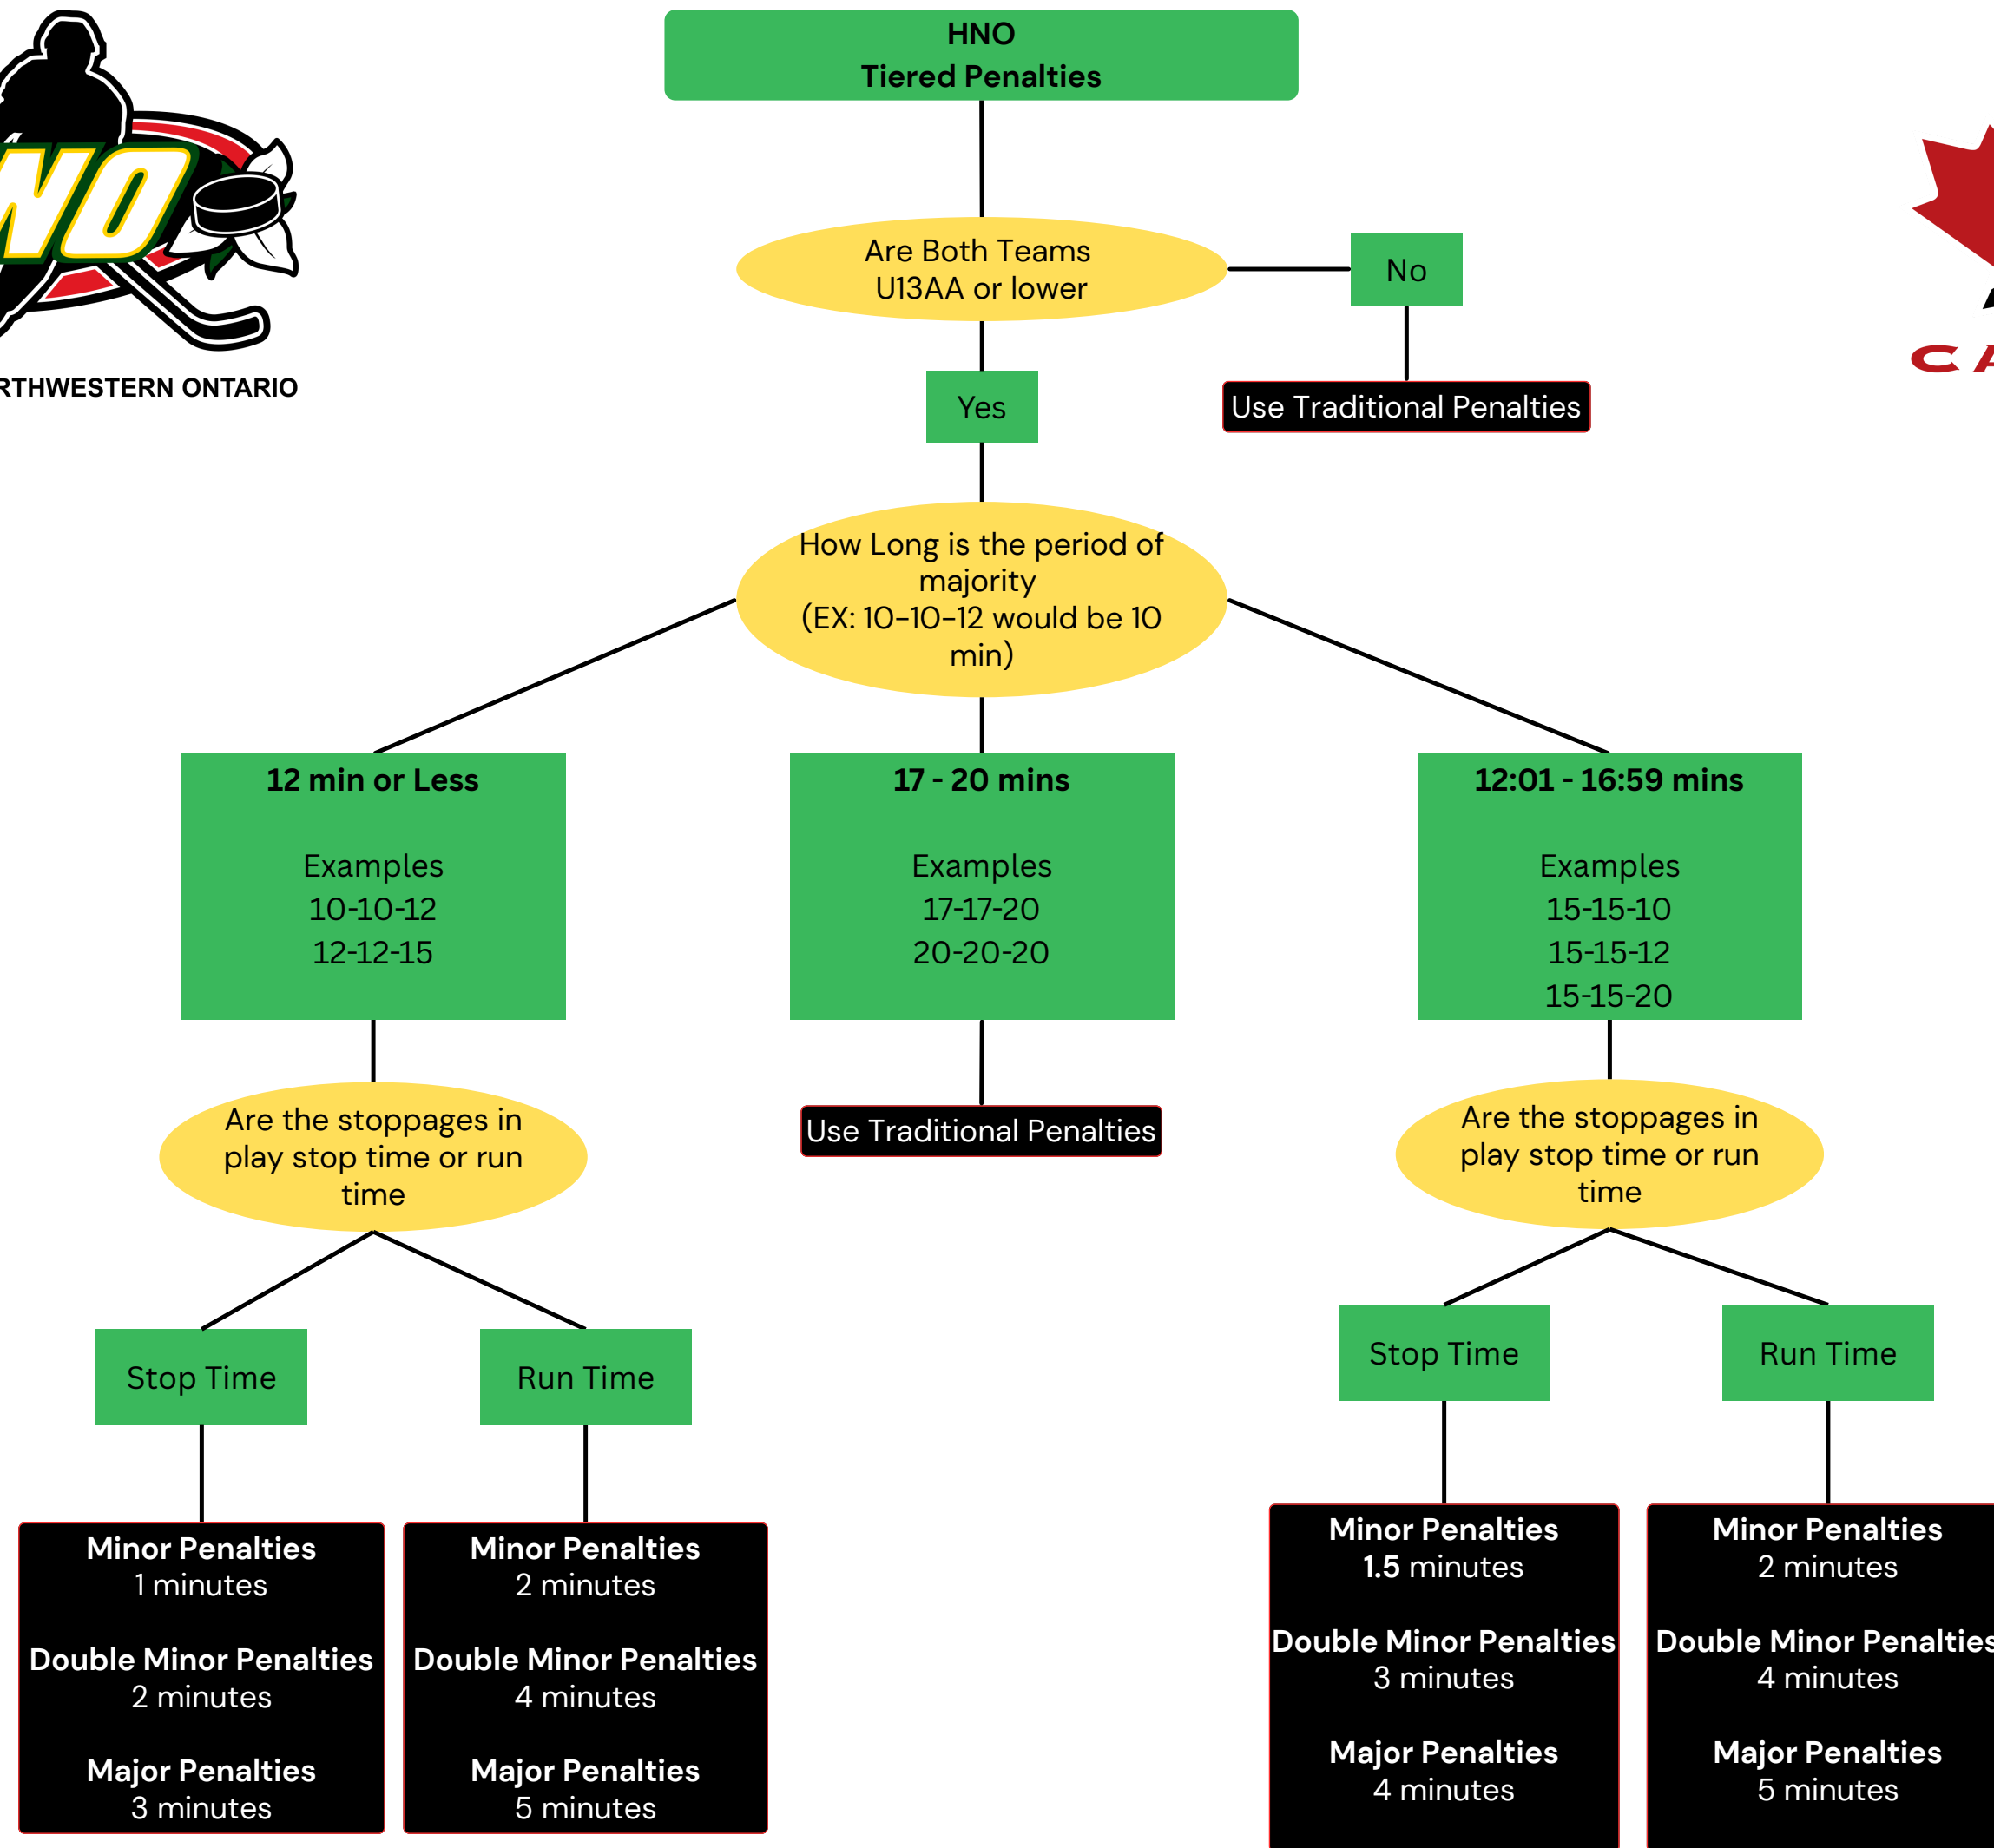 HNO
Tiered Penalties
NO
RTHWESTERN ONTARIO
CA
Are Both Teams
U13AA or lower
No
Yes
Use Traditional Penalties
How Long is the period of
majority
(EX: 10-10-12 would be 10
min)
12 min or Less
Examples
10-10-12
12-12-15
17 - 20 mins
Examples
17-17-20
20-20-20
12:01 - 16:59 mins
Examples
15-15-10
15-15-12
15-15-20
Are the stoppages in
play stop time or run
time
Use Traditional Penalties
Are the stoppages in
play stop time or run
time
Stop Time
Run Time
Stop Time
Run Time
Minor Penalties
1 minutes
Double Minor Penalties
2 minutes
Major Penalties
3 minutes
Minor Penalties
2 minutes
Double Minor Penalties
4 minutes
Major Penalties
5 minutes
Minor Penalties
1.5 minutes
Double Minor Penalties
3 minutes
Major Penalties
4 minutes
Minor Penalties
2 minutes
Double Minor Penalties
4 minutes
Major Penalties
5 minutes